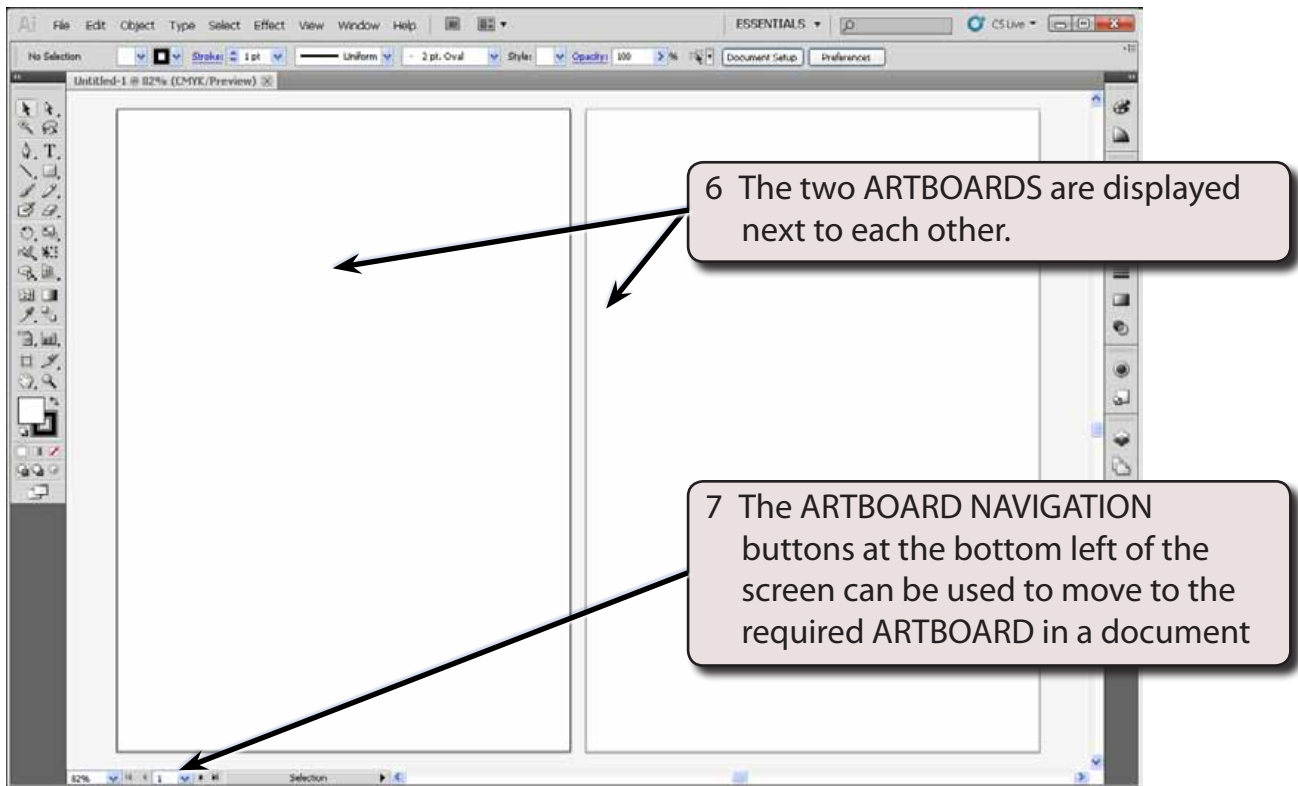 Ai File Edit Object Type Select Effect View Window Help ESSENTIALS CS Live
No Selection Stroke: 1 pt Uniform 2 pt. Oval Style: Opacity: 100 % Document Setup Preferences
Untitled-1 @ 82% (CMYK/Preview)
6 The two ARTBOARDS are displayed
next to each other.
7 The ARTBOARD NAVIGATION
buttons at the bottom left of the
screen can be used to move to the
required ARTBOARD in a document
82% 1 Selection